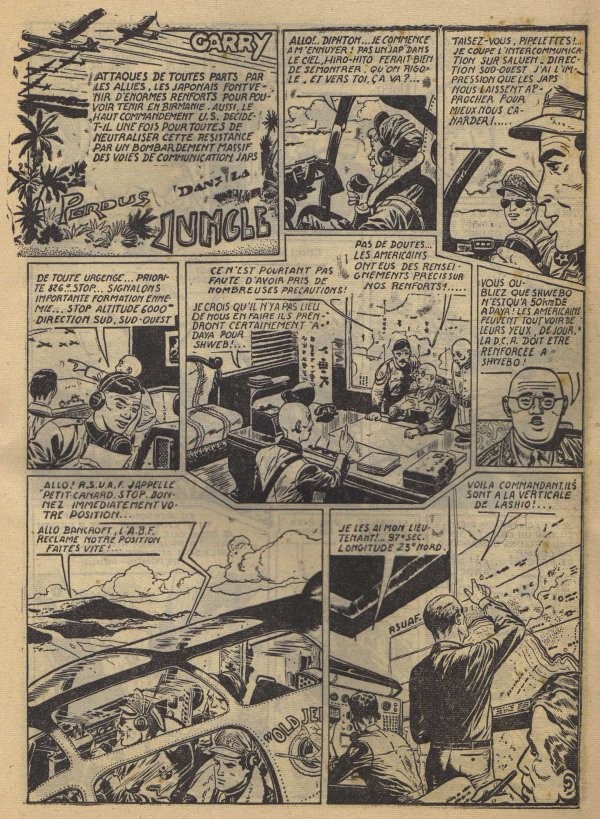 GARRY
ATTAQUES DE TOUTES PARTS PAR
LES ALLIES, LES JAPONAIS FONT VE-
NIR D'ENORMES RENFORTS POUR POU-
VOIR TENIR EN BIRMANIE. AUSSI, LE
HAUT COMMANDEMENT U.S. DECIDE-
T-IL UNE FOIS POUR TOUTES DE
NEUTRALISER CETTE RESISTANCE
PAR UN BOMBARDEMENT MASSIF
DES VOIES DE COMMUNICATION JAPS
PERDUS
DANS LA
JUNGLE
ALLO!.. DINHTON... JE COMMENCE
A M'ENNUYER! PAS UN JAP DANS
LE CIEL, HIRO-HITO FERAIT BIEN
DE SE MONTRER, QU'ON RIGO-
LE, ET VERS TOI, ÇA VA?...
TAISEZ-VOUS, PIPELETTES!...
JE COUPE L'INTERCOMMUNICA-
TION SUR SALUEN. DIREC-
TION SUD-OUEST J'AI L'IM-
PRESSION QUE LES JAPS
NOUS LAISSENT AP-
PROCHER POUR
MIEUX NOUS CA-
NARDER!.....
DE TOUTE URGENCE... PRIORI-
TE 886°. STOP... SIGNALONS
IMPORTANTE FORMATION ENNE-
MIE... STOP ALTITUDE 6000°
DIRECTION SUD. SUD-OUEST
CE N'EST POURTANT PAS
FAUTE D'AVOIR PRIS DE
NOMBREUSES PRECAUTIONS!
JE CROIS QU'IL N'YA PAS LIEU
DE NOUS EN FAIRE ILS PREN-
DRONT CERTAINEMENT A-
DAYA POUR
SHWEB...
PAS DE DOUTES...
LES AMERICAINS
ONT EUS DES RENSEI-
GNEMENTS PRECIS SUR
NOS RENFORTS!....
VOUS OU-
BLIEZ QUE SHWEBO
N'EST QU'A 50KM DE
ADAYA! LES AMERICAINS
PEUVENT TOUT VOIR DE
LEURS YEUX. DE JOUR,
LA D.C.A. DOIT ETRE
RENFORCEE A
SHWEBO!
ALLO! R.S.U.A.F. J'APPELLE
PETIT-CANARD. STOP. DON-
NEZ IMMEDIATEMENT VO-
TRE POSITION...
ALLO BANCROFT, L'A.B.F.
RECLAME NOTRE POSITION
FAITES VITE!...
"OLD JE
JE LES AI MON LIEU-
TENANT!... 97° SEC.
LONGITUDE 23° NORD.
VOILA COMMANDANT, ILS
SONT A LA VERTICALE
DE LASHIO!...
R.S.U.A.F.